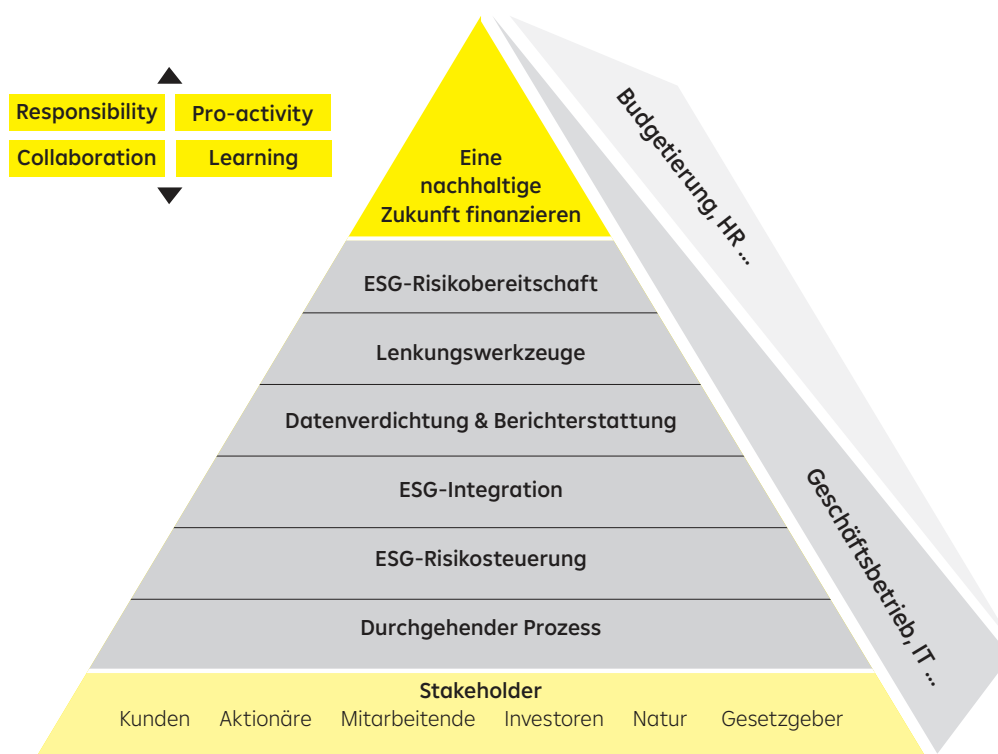 Responsibility Pro-activity
Collaboration Learning
Eine
nachhaltige
Zukunft finanzieren
ESG-Risikobereitschaft
Lenkungswerkzeuge
Datenverdichtung & Berichterstattung
ESG-Integration
ESG-Risikosteuerung
Durchgehender Prozess
Stakeholder
Kunden Aktionäre Mitarbeitende Investoren Natur Gesetzgeber
Budgetierung, HR ...
Geschäftsbetrieb, IT ...